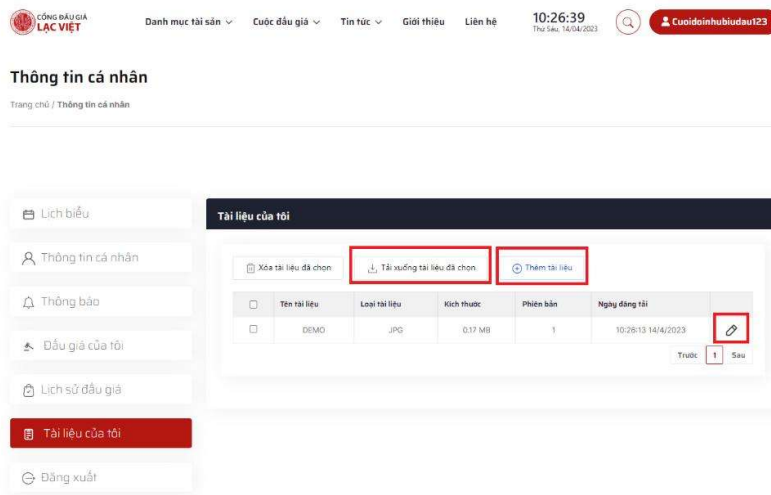 CỔNG ĐẤU GIÁ
LẠC VIỆT
Danh mục tài sản
Cuộc đấu giá
Tin tức
Giới thiệu
Liên hệ
10:26:39
Thứ Sáu, 14/04/2023
Cuoidoinhubiudau123
Thông tin cá nhân
Trang chủ / Thông tin cá nhân
Lịch biểu
Thông tin cá nhân
Thông báo
Đấu giá của tôi
Lịch sử đấu giá
Tài liệu của tôi
Đăng xuất
Tài liệu của tôi
Xóa tài liệu đã chọn
Tải xuống tài liệu đã chọn
Thêm tài liệu
Tên tài liệu Loại tài liệu Kích thước Phiên bản Ngày đăng tải
DEMO JPG 0.17 MB 1 10:26:13 14/4/2023
Trước 1 Sau